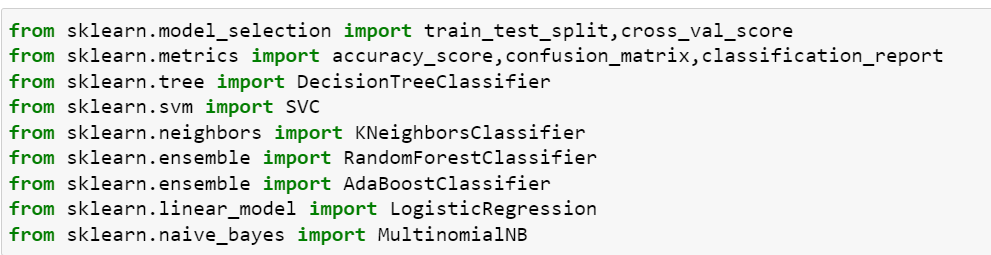 from sklearn.model_selection import train_test_split,cross_val_score
from sklearn.metrics import accuracy_score,confusion_matrix,classification_report
from sklearn.tree import DecisionTreeClassifier
from sklearn.svm import SVC
from sklearn.neighbors import KNeighborsClassifier
from sklearn.ensemble import RandomForestClassifier
from sklearn.ensemble import AdaBoostClassifier
from sklearn.linear_model import LogisticRegression
from sklearn.naive_bayes import MultinomialNB